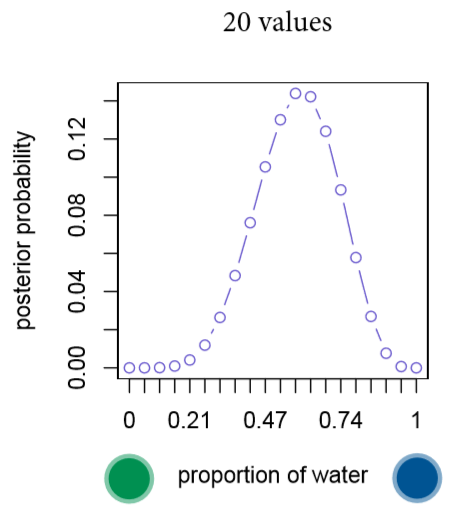 20 values
posterior probability
0.12
0.08
0.04
0.00
0 0.21 0.47 0.74 1
proportion of water